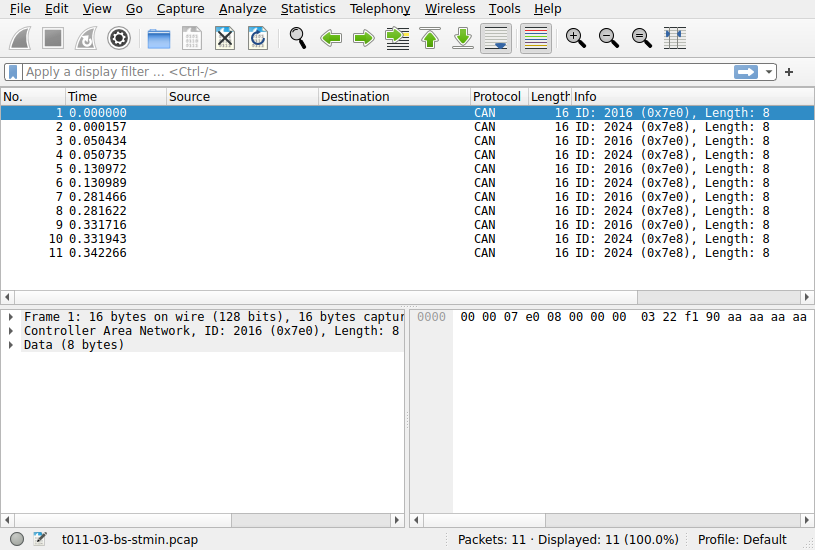 File Edit View Go Capture Analyze Statistics Telephony Wireless Tools Help
Apply a display filter ... <Ctrl-/>
No. Time Source Destination Protocol Length Info
1 0.000000 CAN 16 ID: 2016 (0x7e0), Length: 8
2 0.000157 CAN 16 ID: 2024 (0x7e8), Length: 8
3 0.050434 CAN 16 ID: 2016 (0x7e0), Length: 8
4 0.050735 CAN 16 ID: 2024 (0x7e8), Length: 8
5 0.130972 CAN 16 ID: 2016 (0x7e0), Length: 8
6 0.130989 CAN 16 ID: 2024 (0x7e8), Length: 8
7 0.281466 CAN 16 ID: 2016 (0x7e0), Length: 8
8 0.281622 CAN 16 ID: 2024 (0x7e8), Length: 8
9 0.331716 CAN 16 ID: 2016 (0x7e0), Length: 8
10 0.331943 CAN 16 ID: 2024 (0x7e8), Length: 8
11 0.342266 CAN 16 ID: 2024 (0x7e8), Length: 8
Frame 1: 16 bytes on wire (128 bits), 16 bytes captur
Controller Area Network, ID: 2016 (0x7e0), Length: 8
Data (8 bytes)
0000 00 00 07 e0 08 00 00 00 03 22 f1 90 aa aa aa aa
t011-03-bs-stmin.pcap Packets: 11 · Displayed: 11 (100.0%) Profile: Default